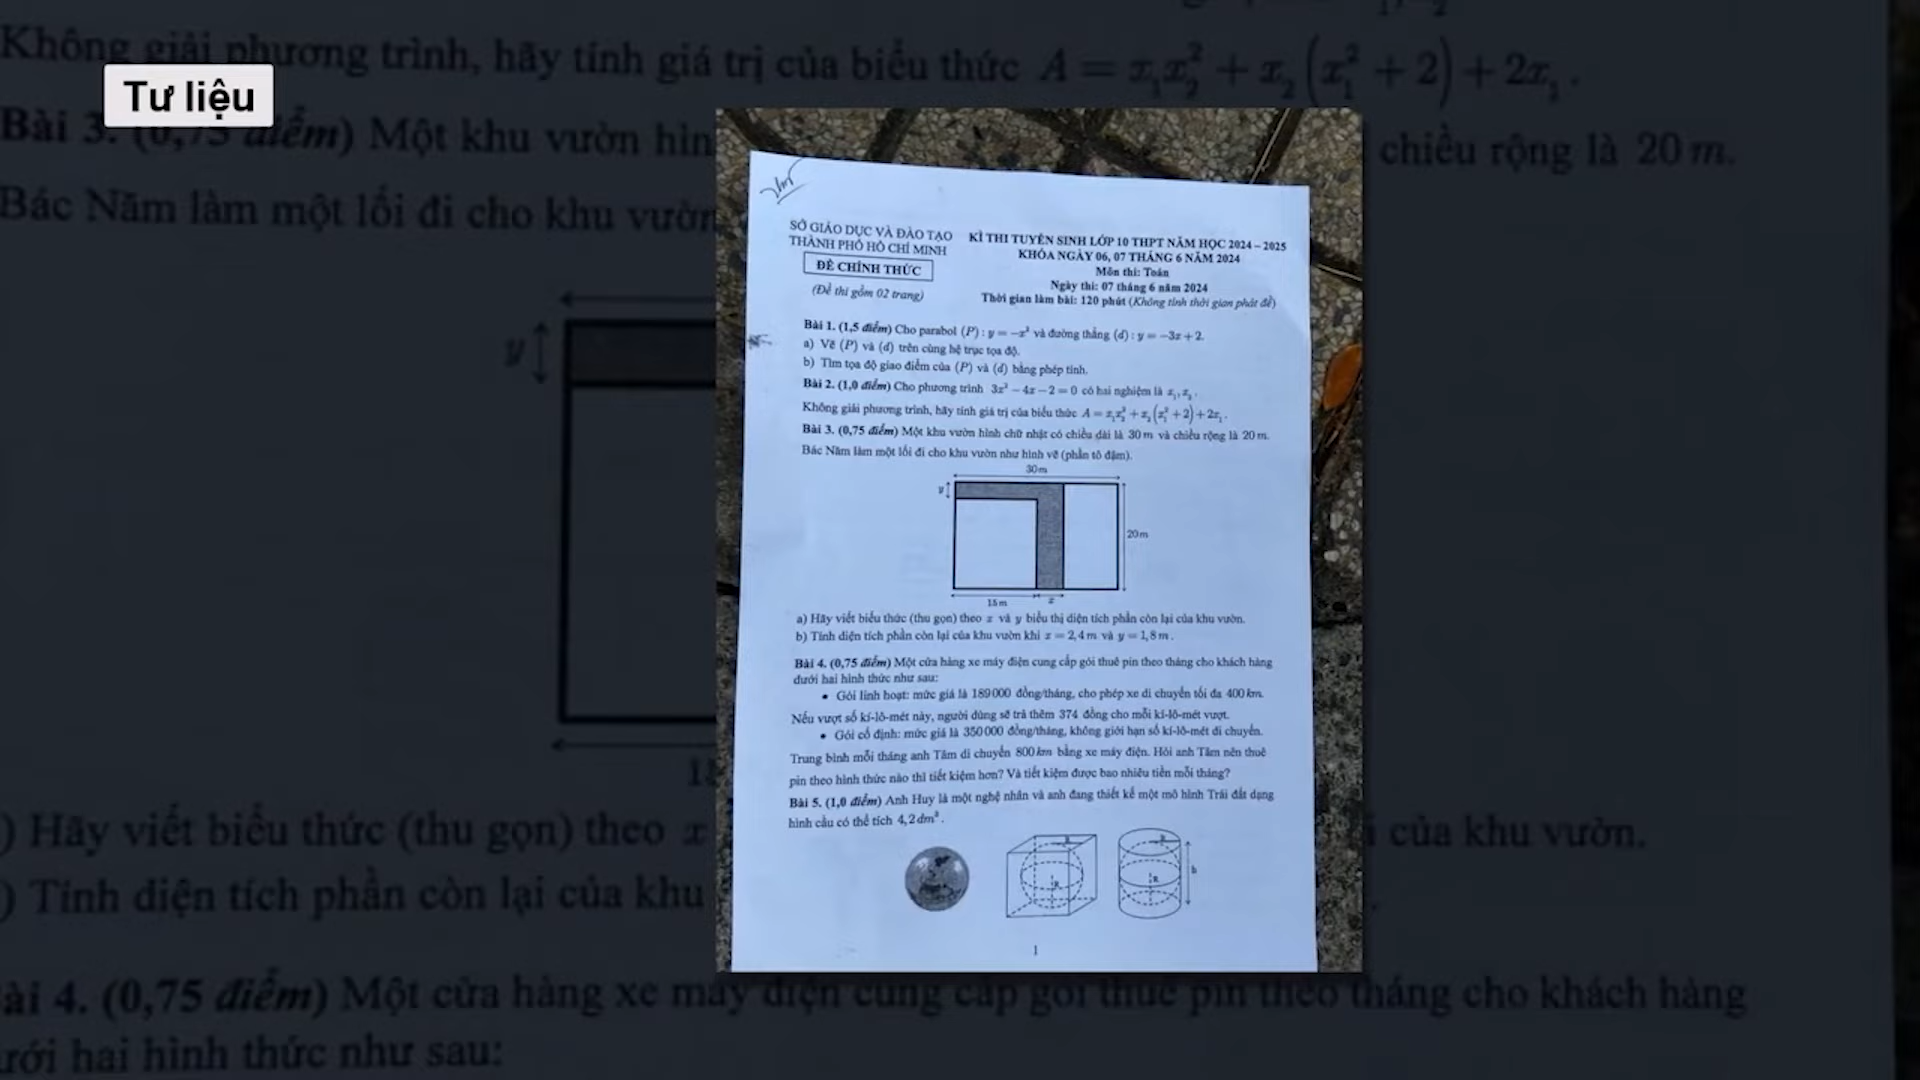 Tư liệu
Không giải phương trình, hãy tính giá trị của biểu thức A = x₁x₂² + x₂(x₁² + 2) + 2x₁.
Bài 3. (0,75 điểm) Một khu vườn hìn
chiều rộng là 20 m.
Bác Năm làm một lối đi cho khu vườn
y
) Hãy viết biểu thức (thu gọn) theo x
của khu vườn.
) Tính diện tích phần còn lại của khu
ài 4. (0,75 điểm) Một cửa hàng xe máy điện cung cấp gói thuê pin theo tháng cho khách hàng
ưới hai hình thức như sau:
SỞ GIÁO DỤC VÀ ĐÀO TẠO
THÀNH PHỐ HỒ CHÍ MINH
ĐỀ CHÍNH THỨC
(Đề thi gồm 02 trang)
KÌ THI TUYỂN SINH LỚP 10 THPT NĂM HỌC 2024 – 2025
KHÓA NGÀY 06, 07 THÁNG 6 NĂM 2024
Môn thi: Toán
Ngày thi: 07 tháng 6 năm 2024
Thời gian làm bài: 120 phút (Không tính thời gian phát đề)
Bài 1. (1,5 điểm) Cho parabol (P) : y = −x² và đường thẳng (d) : y = −3x + 2.
a) Vẽ (P) và (d) trên cùng hệ trục tọa độ.
b) Tìm tọa độ giao điểm của (P) và (d) bằng phép tính.
Bài 2. (1,0 điểm) Cho phương trình 3x² − 4x − 2 = 0 có hai nghiệm là x₁, x₂.
Không giải phương trình, hãy tính giá trị của biểu thức A = x₁x₂² + x₂(x₁² + 2) + 2x₁.
Bài 3. (0,75 điểm) Một khu vườn hình chữ nhật có chiều dài là 30 m và chiều rộng là 20 m.
Bác Năm làm một lối đi cho khu vườn như hình vẽ (phần tô đậm).
30 m
y
20 m
15 m
x
a) Hãy viết biểu thức (thu gọn) theo x và y biểu thị diện tích phần còn lại của khu vườn.
b) Tính diện tích phần còn lại của khu vườn khi x = 2,4 m và y = 1,8 m.
Bài 4. (0,75 điểm) Một cửa hàng xe máy điện cung cấp gói thuê pin theo tháng cho khách hàng
dưới hai hình thức như sau:
• Gói linh hoạt: mức giá là 189000 đồng/tháng, cho phép xe di chuyển tối đa 400 km.
Nếu vượt số kí-lô-mét này, người dùng sẽ trả thêm 374 đồng cho mỗi kí-lô-mét vượt.
• Gói cố định: mức giá là 350000 đồng/tháng, không giới hạn số kí-lô-mét di chuyển.
Trung bình mỗi tháng anh Tâm di chuyển 800 km bằng xe máy điện. Hỏi anh Tâm nên thuê
pin theo hình thức nào thì tiết kiệm hơn? Và tiết kiệm được bao nhiêu tiền mỗi tháng?
Bài 5. (1,0 điểm) Anh Huy là một nghệ nhân và anh đang thiết kế một mô hình Trái đất dạng
hình cầu có thể tích 4,2 dm³.
R
R
h
1